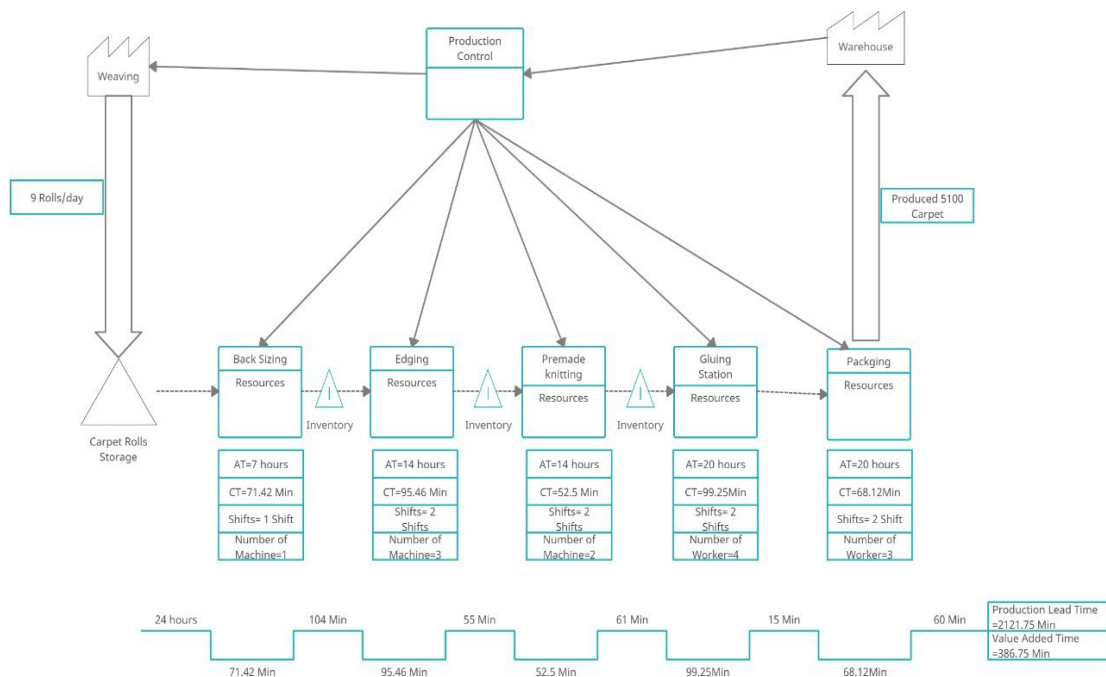 Production
Control
Warehouse
Weaving
9 Rolls/day
Produced 5100
Carpet
Back Sizing
Resources
Edging
Resources
Premade
knitting
Resources
Gluing
Station
Resources
Packging
Resources
Inventory
Inventory
Inventory
Carpet Rolls
Storage
AT=7 hours
CT=71.42 Min
Shifts= 1 Shift
Number of
Machine=1
AT=14 hours
CT=95.46 Min
Shifts= 2
Shifts
Number of
Machine=3
AT=14 hours
CT=52.5 Min
Shifts= 2
Shifts
Number of
Machine=2
AT=20 hours
CT=99.25Min
Shifts= 2
Shifts
Number of
Worker=4
AT=20 hours
CT=68.12Min
Shifts= 2 Shift
Number of
Worker=3
24 hours
104 Min
55 Min
61 Min
15 Min
60 Min
Production Lead Time
=2121.75 Min
Value Added Time
=386.75 Min
71.42 Min
95.46 Min
52.5 Min
99.25Min
68.12Min